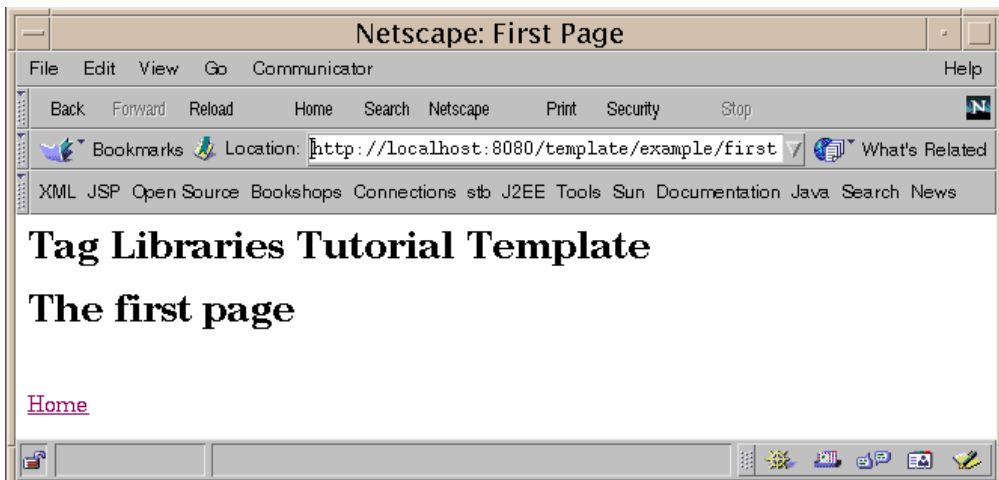 Netscape: First Page
File Edit View Go Communicator Help
Back Forward Reload Home Search Netscape Print Security Stop N
Bookmarks Location: http://localhost:8080/template/example/first What's Related
XML JSP Open Source Bookshops Connections stb J2EE Tools Sun Documentation Java Search News
Tag Libraries Tutorial Template
The first page
Home